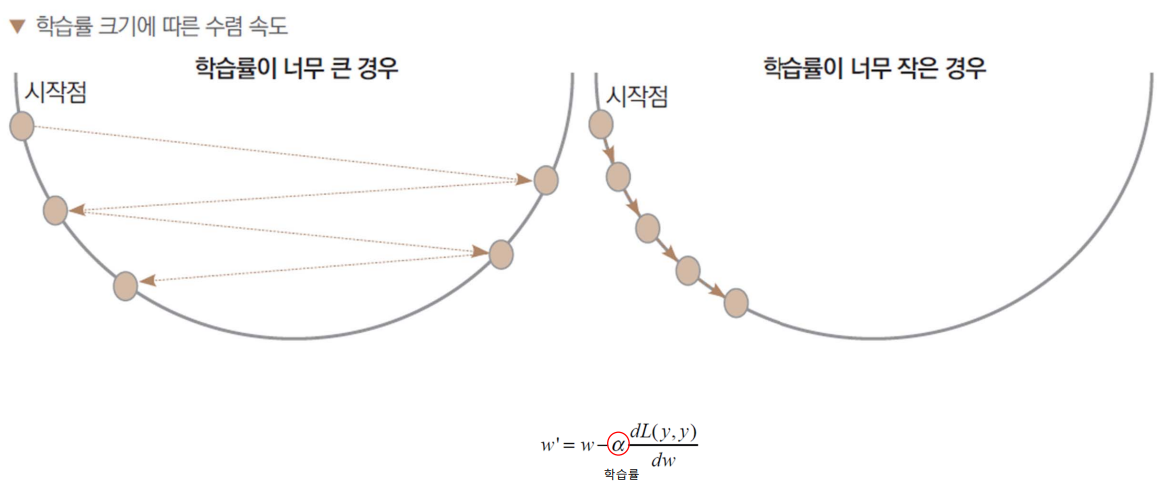 ▼ 학습률 크기에 따른 수렴 속도
학습률이 너무 큰 경우
시작점
학습률이 너무 작은 경우
시작점
w' = w - α dL(y, y) / dw
학습률